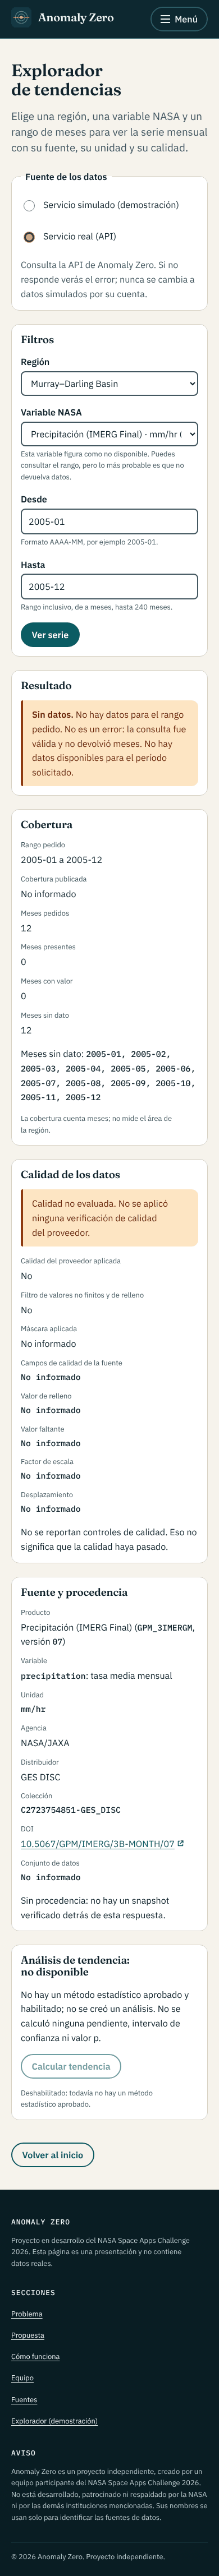 Anomaly Zero
Menú
Explorador
de tendencias
Elige una región, una variable NASA y un
rango de meses para ver la serie mensual
con su fuente, su unidad y su calidad.
Fuente de los datos
Servicio simulado (demostración)
Servicio real (API)
Consulta la API de Anomaly Zero. Si no
responde verás el error; nunca se cambia a
datos simulados por su cuenta.
Filtros
Región
Murray–Darling Basin
Variable NASA
Precipitación (IMERG Final) · mm/hr (
Esta variable figura como no disponible. Puedes
consultar el rango, pero lo más probable es que no
devuelva datos.
Desde
2005-01
Formato AAAA-MM, por ejemplo 2005-01.
Hasta
2005-12
Rango inclusivo, de a meses, hasta 240 meses.
Ver serie
Resultado
Sin datos. No hay datos para el rango
pedido. No es un error: la consulta fue
válida y no devolvió meses. No hay
datos disponibles para el período
solicitado.
Cobertura
Rango pedido
2005-01 a 2005-12
Cobertura publicada
No informado
Meses pedidos
12
Meses presentes
0
Meses con valor
0
Meses sin dato
12
Meses sin dato: 2005-01, 2005-02,
2005-03, 2005-04, 2005-05, 2005-06,
2005-07, 2005-08, 2005-09, 2005-10,
2005-11, 2005-12
La cobertura cuenta meses; no mide el área de
la región.
Calidad de los datos
Calidad no evaluada. No se aplicó
ninguna verificación de calidad
del proveedor.
Calidad del proveedor aplicada
No
Filtro de valores no finitos y de relleno
No
Máscara aplicada
No informado
Campos de calidad de la fuente
No informado
Valor de relleno
No informado
Valor faltante
No informado
Factor de escala
No informado
Desplazamiento
No informado
No se reportan controles de calidad. Eso no
significa que la calidad haya pasado.
Fuente y procedencia
Producto
Precipitación (IMERG Final) (GPM_3IMERGM,
versión 07)
Variable
precipitation: tasa media mensual
Unidad
mm/hr
Agencia
NASA/JAXA
Distribuidor
GES DISC
Colección
C2723754851-GES_DISC
DOI
10.5067/GPM/IMERG/3B-MONTH/07
Conjunto de datos
No informado
Sin procedencia: no hay un snapshot
verificado detrás de esta respuesta.
Análisis de tendencia:
no disponible
No hay un método estadístico aprobado y
habilitado; no se creó un análisis. No se
calculó ninguna pendiente, intervalo de
confianza ni valor p.
Calcular tendencia
Deshabilitado: todavía no hay un método
estadístico aprobado.
Volver al inicio
ANOMALY ZERO
Proyecto en desarrollo del NASA Space Apps Challenge
2026. Esta página es una presentación y no contiene
datos reales.
SECCIONES
Problema
Propuesta
Cómo funciona
Equipo
Fuentes
Explorador (demostración)
AVISO
Anomaly Zero es un proyecto independiente, creado por un
equipo participante del NASA Space Apps Challenge 2026.
No está desarrollado, patrocinado ni respaldado por la NASA
ni por las demás instituciones mencionadas. Sus nombres se
usan solo para identificar las fuentes de datos.
© 2026 Anomaly Zero. Proyecto independiente.